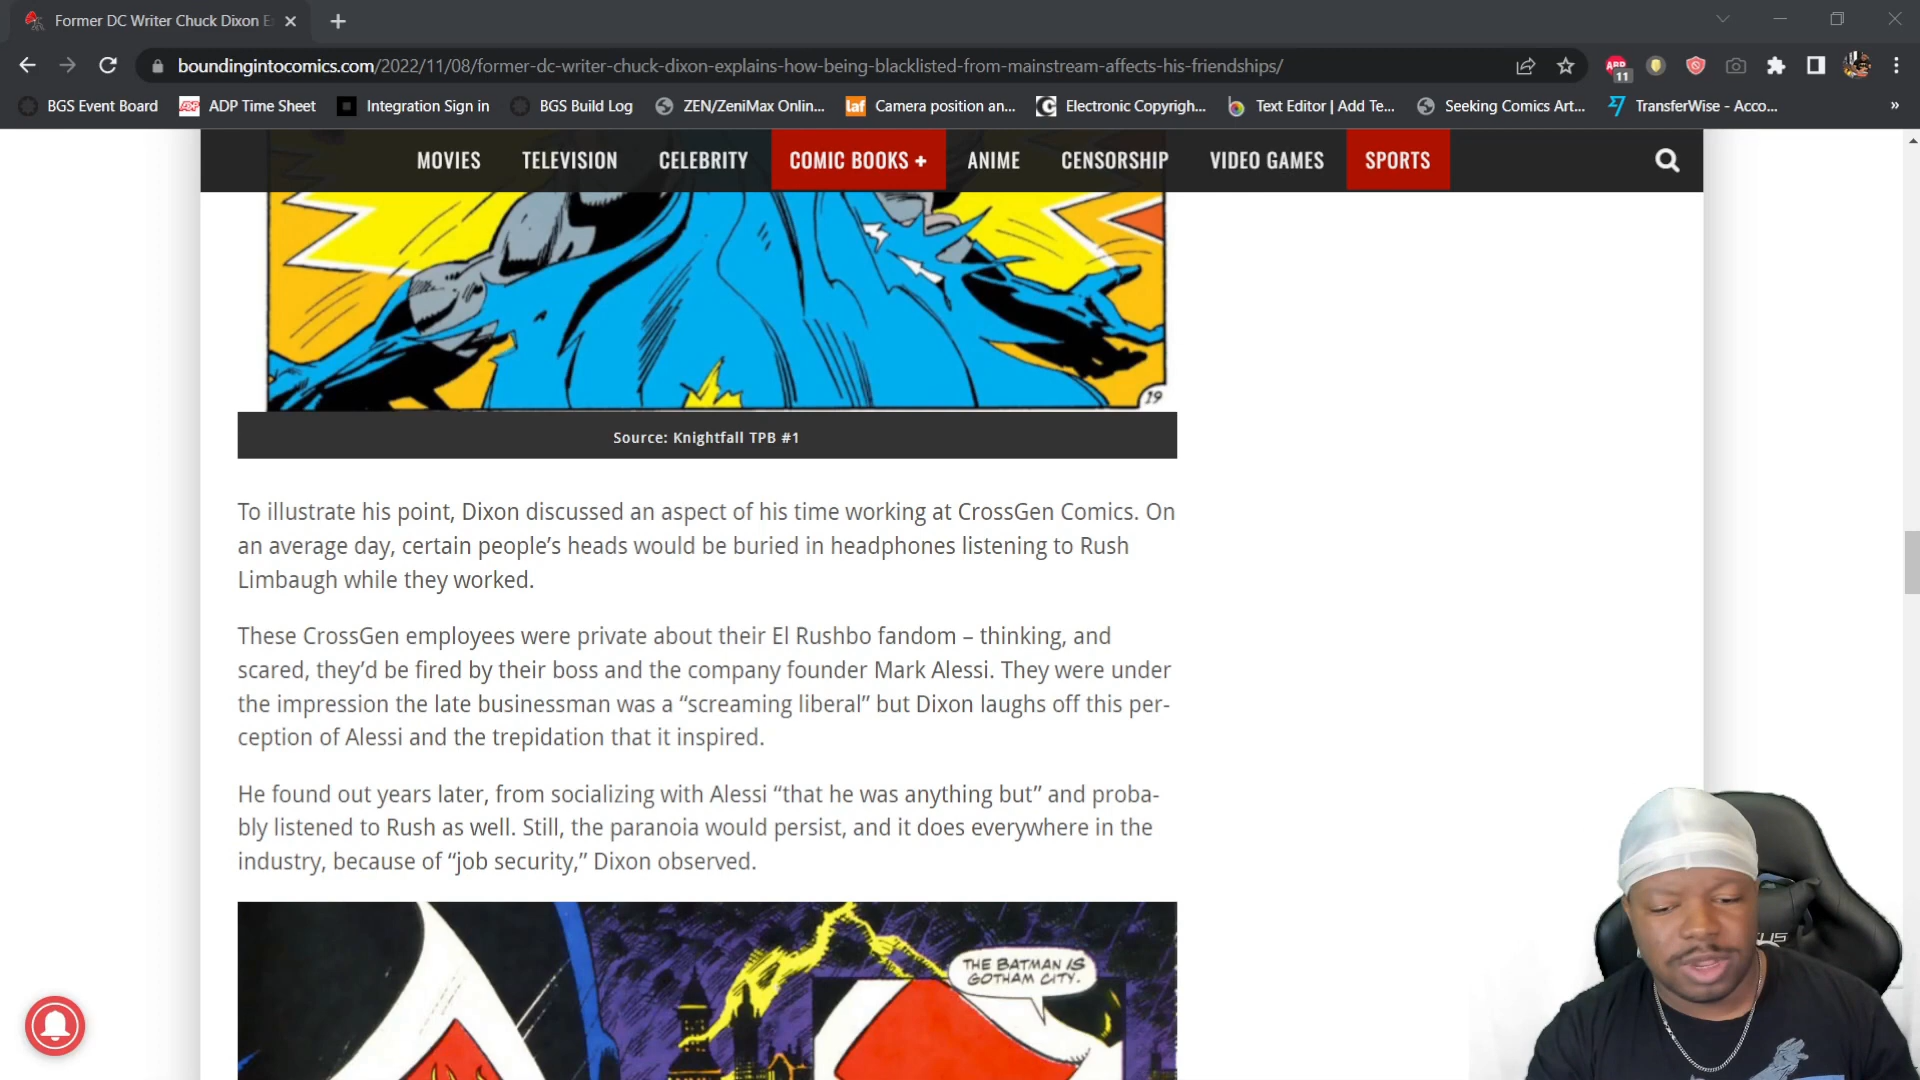 Former DC Writer Chuck Dixon E
boundingintocomics.com/2022/11/08/former-dc-writer-chuck-dixon-explains-how-being-blacklisted-from-mainstream-affects-his-friendships/
ABP
11
BGS Event Board
ADP Time Sheet
Integration Sign in
BGS Build Log
ZEN/ZeniMax Onlin...
laf
Camera position an...
Electronic Copyrigh...
Text Editor | Add Te...
Seeking Comics Art...
TransferWise - Acco...
»
MOVIES
TELEVISION
CELEBRITY
COMIC BOOKS +
ANIME
CENSORSHIP
VIDEO GAMES
SPORTS
19
Source: Knightfall TPB #1
To illustrate his point, Dixon discussed an aspect of his time working at CrossGen Comics. On
an average day, certain people’s heads would be buried in headphones listening to Rush
Limbaugh while they worked.
These CrossGen employees were private about their El Rushbo fandom – thinking, and
scared, they’d be fired by their boss and the company founder Mark Alessi. They were under
the impression the late businessman was a “screaming liberal” but Dixon laughs off this per-
ception of Alessi and the trepidation that it inspired.
He found out years later, from socializing with Alessi “that he was anything but” and proba-
bly listened to Rush as well. Still, the paranoia would persist, and it does everywhere in the
industry, because of “job security,” Dixon observed.
THE BATMAN IS
GOTHAM CITY.